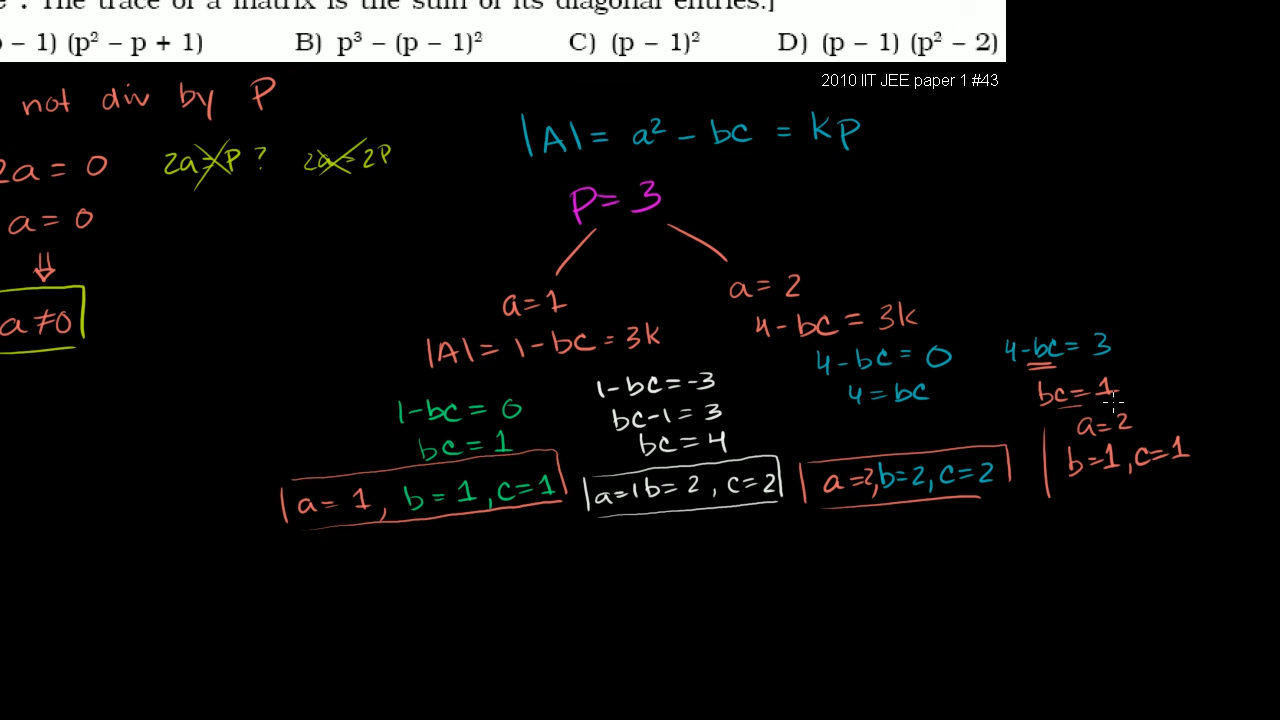 The trace of a matrix is the sum of its diagonal entries.]
– 1) (p² – p + 1) B) p³ – (p – 1)² C) (p – 1)² D) (p – 1) (p² – 2)
2010 IIT JEE paper 1 #43
not div by P
|A| = a² - bc = kp
2a = 0 2a=P ? 2a=2P
a = 0
⇓
a ≠ 0
P = 3
a=1
a = 2
|A| = 1 - bc = 3k
4 - bc = 3k
1 - bc = 0
bc = 1
a = 1, b = 1, c = 1
1 - bc = -3
bc - 1 = 3
bc = 4
a=1 b = 2, c = 2
4 - bc = 0
4 = bc
a = 2, b = 2, c = 2
4 - bc = 3
bc = 1
a = 2
b = 1, c = 1